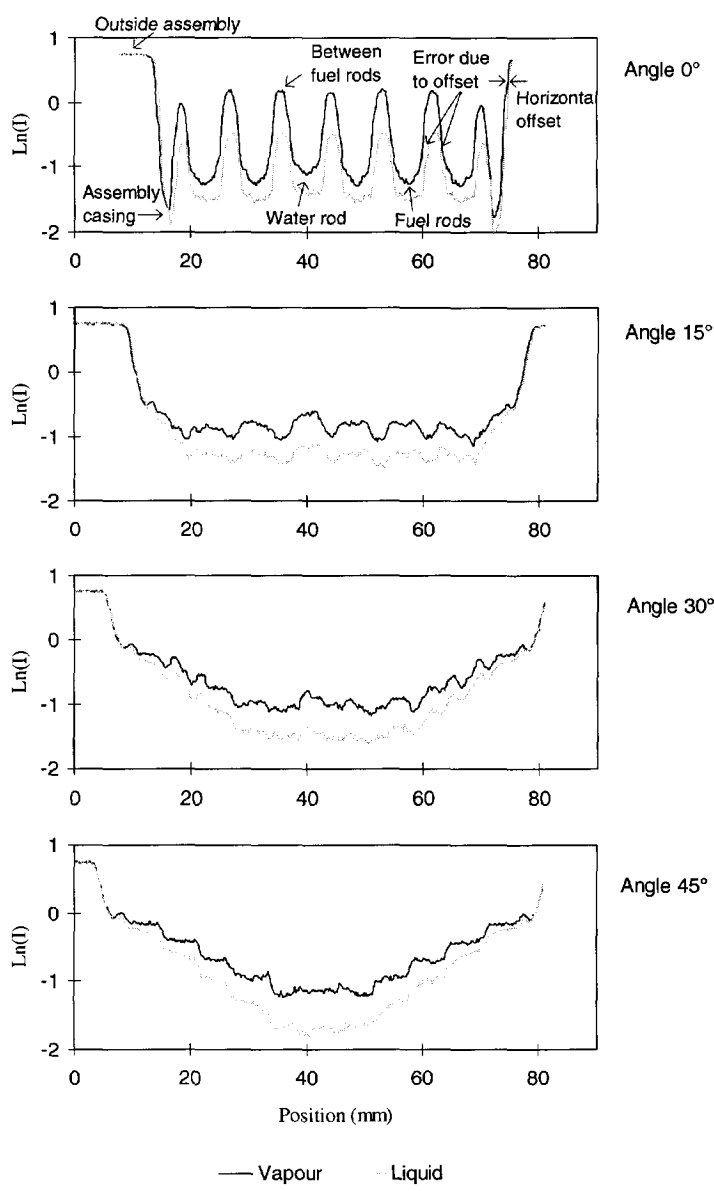 Outside assembly
Between fuel rods
Error due to offset
Angle 0°
Horizontal offset
1
0
-1
-2
Ln(I)
Assembly casing
Water rod
Fuel rods
0
20
40
60
80
1
0
-1
-2
Ln(I)
Angle 15°
0
20
40
60
80
1
0
-1
-2
Ln(I)
Angle 30°
0
20
40
60
80
1
0
-1
-2
Ln(I)
Angle 45°
0
20
40
60
80
Position (mm)
Vapour
Liquid